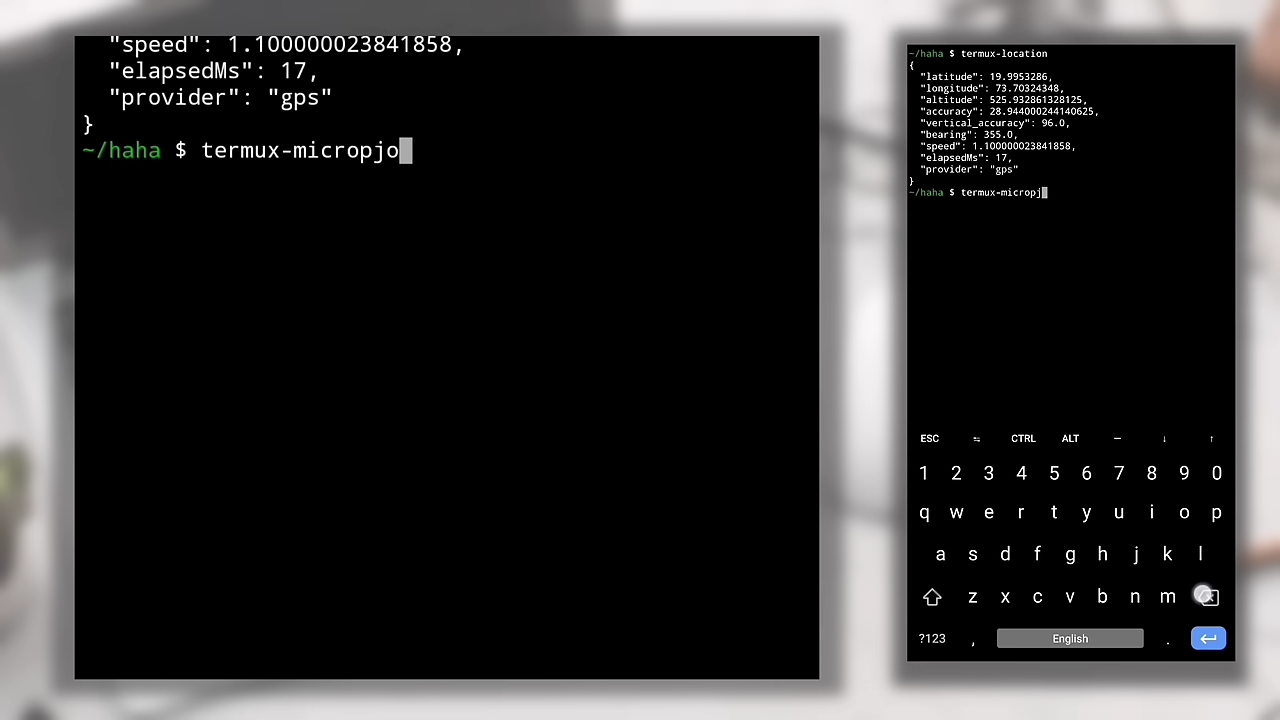 "speed": 1.100000023841858,
"elapsedMs": 17,
"provider": "gps"
}
~/haha $ termux-micropjo
~/haha $ termux-location
{
"latitude": 19.9953286,
"longitude": 73.70324348,
"altitude": 525.932861328125,
"accuracy": 28.944000244140625,
"vertical_accuracy": 96.0,
"bearing": 355.0,
"speed": 1.100000023841858,
"elapsedMs": 17,
"provider": "gps"
}
~/haha $ termux-micropj
ESC ⇆ CTRL ALT — ↓ ↑
1 2 3 4 5 6 7 8 9 0
q w e r t y u i o p
a s d f g h j k l
z x c v b n m
?123 , English .